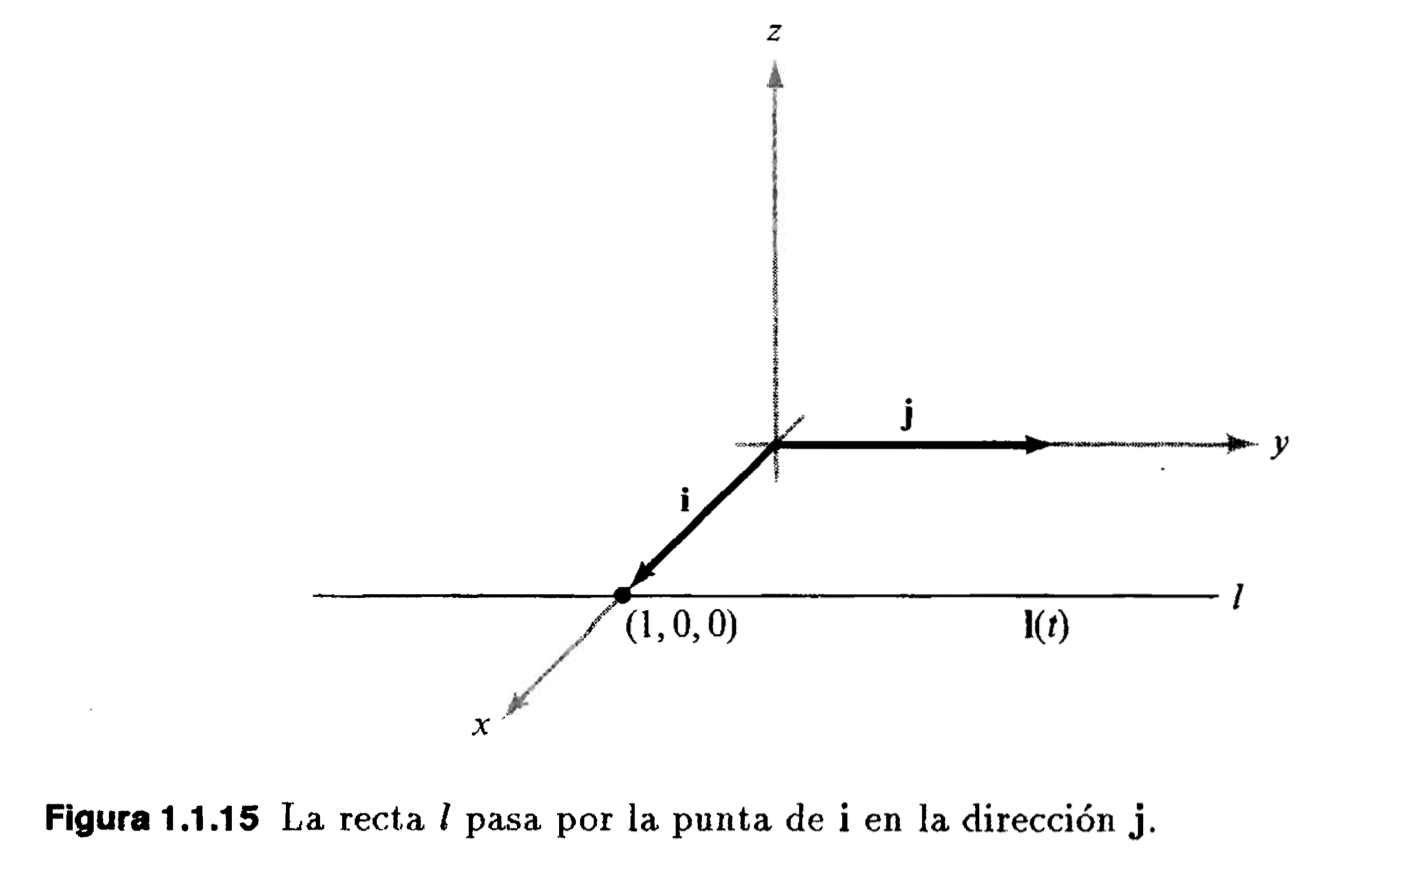 z
j
y
i
l
(1, 0, 0)
l(t)
x
Figura 1.1.15 La recta l pasa por la punta de i en la dirección j.